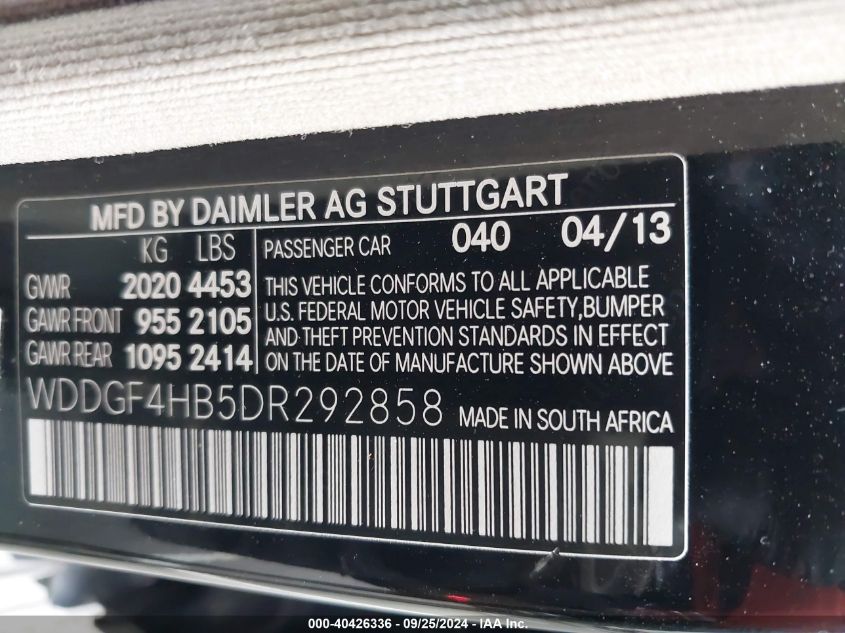 MFD BY DAIMLER AG STUTTGART
KG LBS
GVWR 2020 4453
GAWR FRONT 955 2105
GAWR REAR 1095 2414
PASSENGER CAR 040 04/13
THIS VEHICLE CONFORMS TO ALL APPLICABLE
U.S. FEDERAL MOTOR VEHICLE SAFETY,BUMPER
AND THEFT PREVENTION STANDARDS IN EFFECT
ON THE DATE OF MANUFACTURE SHOWN ABOVE
WDDGF4HB5DR292858 MADE IN SOUTH AFRICA
000-40426336 - 09/25/2024 - IAA Inc.